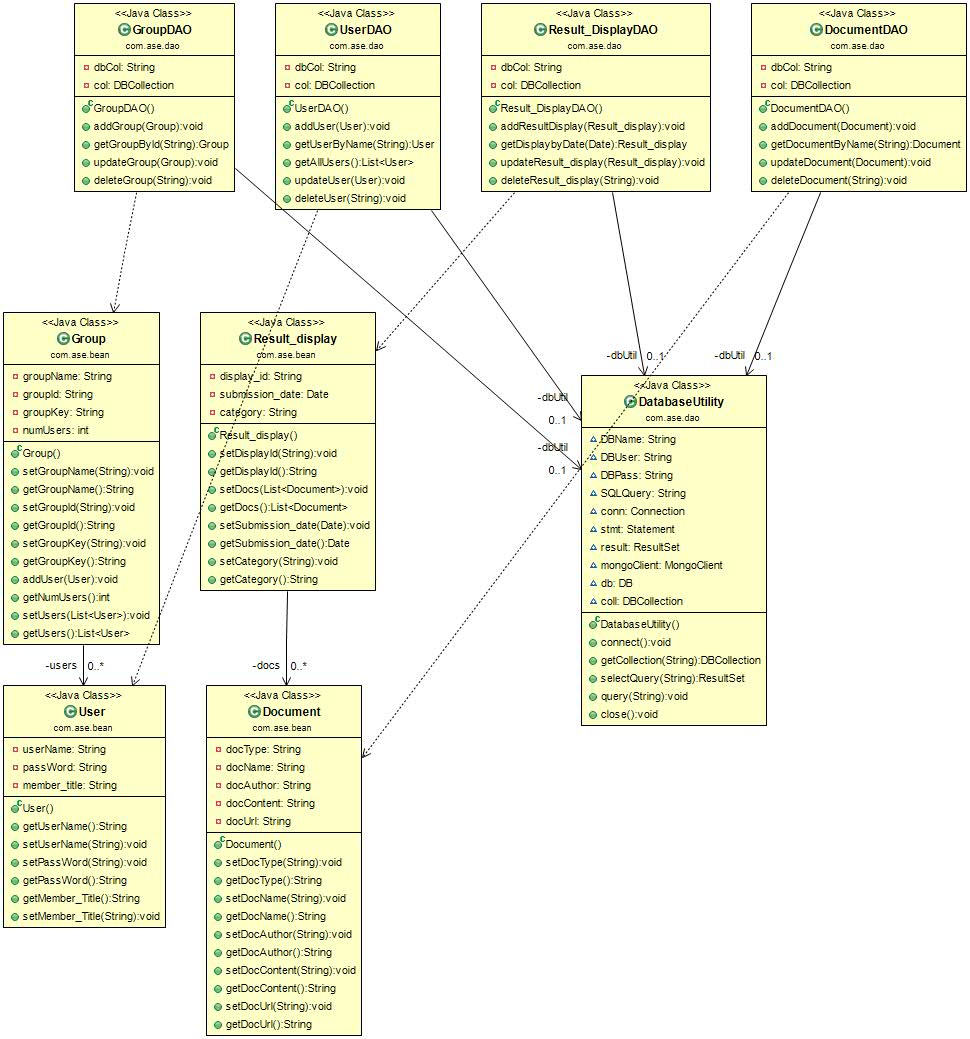 <<Java Class>>
GroupDAO
com.ase.dao
dbCol: String
col: DBCollection
GroupDAO()
addGroup(Group):void
getGroupById(String):Group
updateGroup(Group):void
deleteGroup(String):void
<<Java Class>>
UserDAO
com.ase.dao
dbCol: String
col: DBCollection
UserDAO()
addUser(User):void
getUserByName(String):User
getAllUsers():List<User>
updateUser(User):void
deleteUser(String):void
<<Java Class>>
Result_DisplayDAO
com.ase.dao
dbCol: String
col: DBCollection
Result_DisplayDAO()
addResultDisplay(Result_display):void
getDisplaybyDate(Date):Result_display
updateResult_display(Result_display):void
deleteResult_display(String):void
<<Java Class>>
DocumentDAO
com.ase.dao
dbCol: String
col: DBCollection
DocumentDAO()
addDocument(Document):void
getDocumentByName(String):Document
updateDocument(Document):void
deleteDocument(String):void
<<Java Class>>
Group
com.ase.bean
groupName: String
groupId: String
groupKey: String
numUsers: int
Group()
setGroupName(String):void
getGroupName():String
setGroupId(String):void
getGroupId():String
setGroupKey(String):void
getGroupKey():String
addUser(User):void
getNumUsers():int
setUsers(List<User>):void
getUsers():List<User>
<<Java Class>>
Result_display
com.ase.bean
display_id: String
submission_date: Date
category: String
Result_display()
setDisplayId(String):void
getDisplayId():String
setDocs(List<Document>):void
getDocs():List<Document>
setSubmission_date(Date):void
getSubmission_date():Date
setCategory(String):void
getCategory():String
-dbUtil 0..1
-dbUtil 0..1
-dbUtil
0..1
-dbUtil
0..1
<<Java Class>>
DatabaseUtility
com.ase.dao
DBName: String
DBUser: String
DBPass: String
SQLQuery: String
conn: Connection
stmt: Statement
result: ResultSet
mongoClient: MongoClient
db: DB
coll: DBCollection
DatabaseUtility()
connect():void
getCollection(String):DBCollection
selectQuery(String):ResultSet
query(String):void
close():void
-users 0..*
-docs 0..*
<<Java Class>>
User
com.ase.bean
userName: String
passWord: String
member_title: String
User()
getUserName():String
setUserName(String):void
setPassWord(String):void
getPassWord():String
getMember_Title():String
setMember_Title(String):void
<<Java Class>>
Document
com.ase.bean
docType: String
docName: String
docAuthor: String
docContent: String
docUrl: String
Document()
setDocType(String):void
getDocType():String
setDocName(String):void
getDocName():String
setDocAuthor(String):void
getDocAuthor():String
setDocContent(String):void
getDocContent():String
setDocUrl(String):void
getDocUrl():String